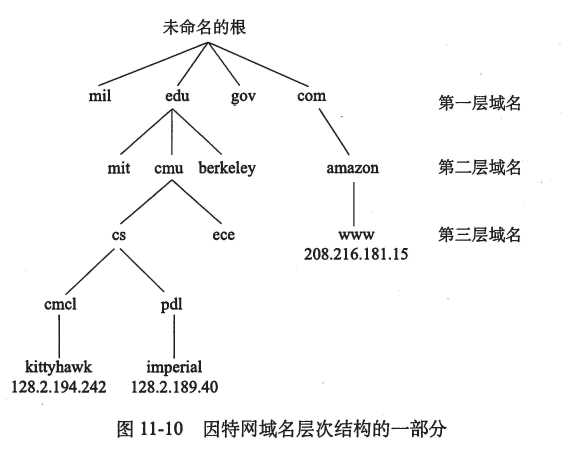 未命名的根
mil edu gov com 第一层域名
mit cmu berkeley amazon 第二层域名
cs ece www 第三层域名
208.216.181.15
cmcl pdl
kittyhawk imperial
128.2.194.242 128.2.189.40
图 11-10 因特网域名层次结构的一部分